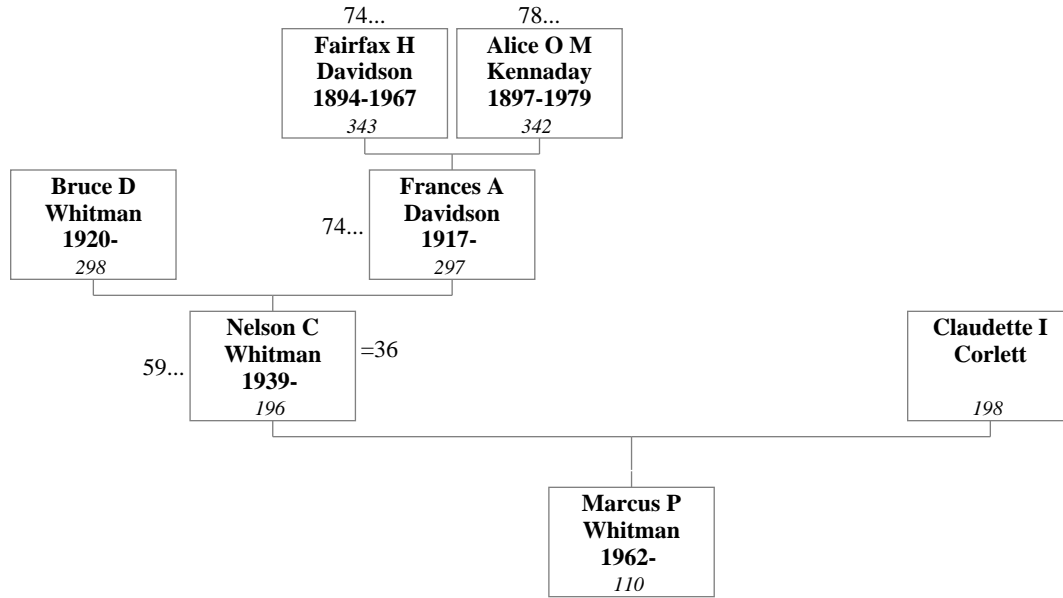 74...
78...
Fairfax H
Davidson
1894-1967
343
Alice O M
Kennaday
1897-1979
342
Bruce D
Whitman
1920-
298
74...
Frances A
Davidson
1917-
297
59...
Nelson C
Whitman
1939-
196
=36
Claudette I
Corlett
198
Marcus P
Whitman
1962-
110